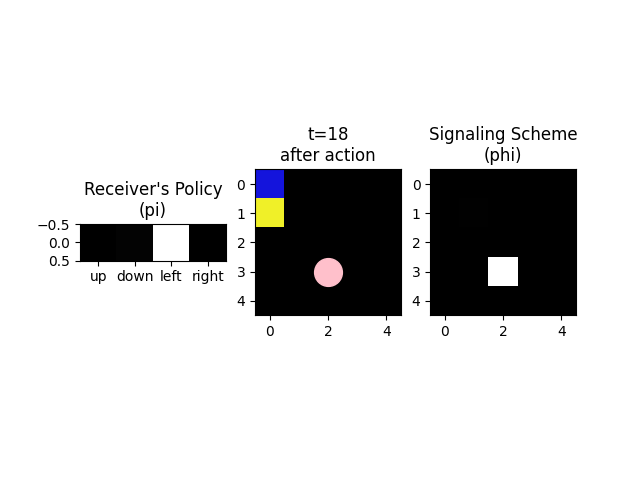 Receiver's Policy
(pi)
−0.5
0.0
0.5
up down left right
t=18
after action
0
1
2
3
4
0 2 4
Signaling Scheme
(phi)
0
1
2
3
4
0 2 4